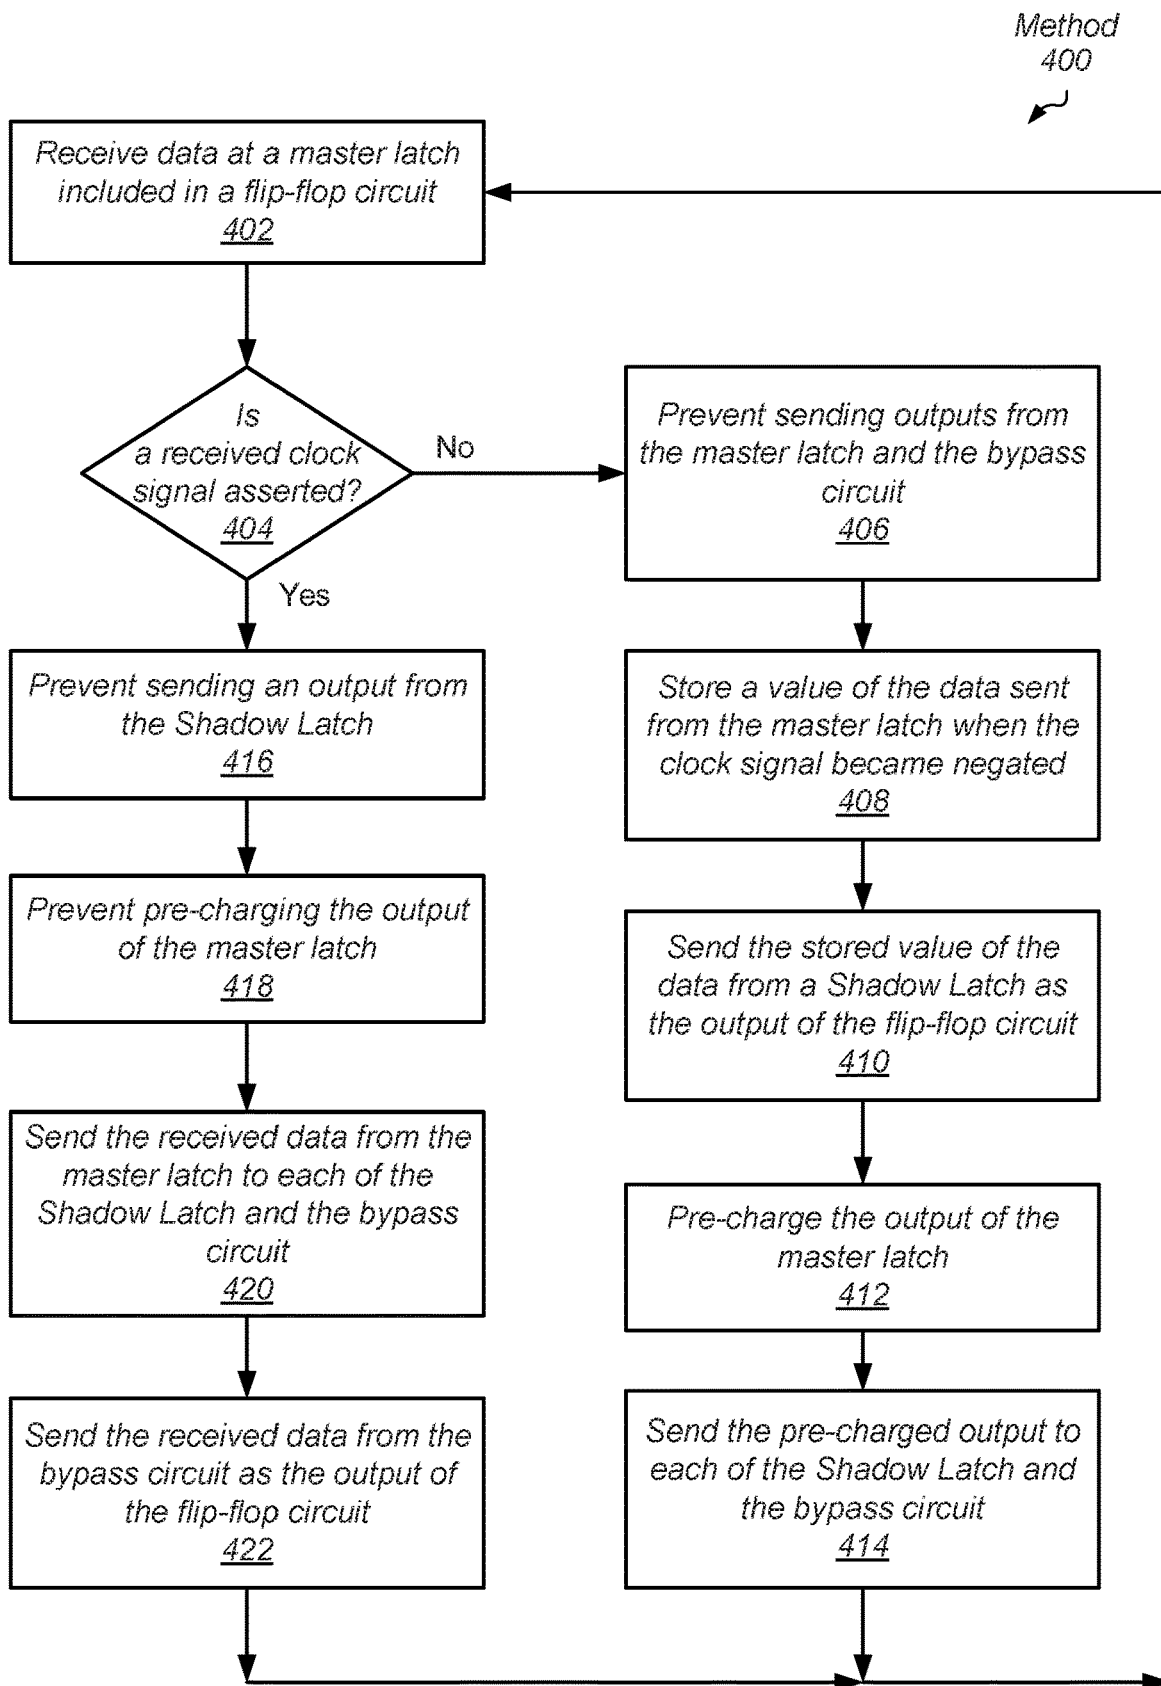 Method
400
Receive data at a master latch
included in a flip-flop circuit
402
Is
a received clock
signal asserted?
404
No
Yes
Prevent sending outputs from
the master latch and the bypass
circuit
406
Store a value of the data sent
from the master latch when the
clock signal became negated
408
Send the stored value of the
data from a Shadow Latch as
the output of the flip-flop circuit
410
Pre-charge the output of the
master latch
412
Send the pre-charged output to
each of the Shadow Latch and
the bypass circuit
414
Prevent sending an output from
the Shadow Latch
416
Prevent pre-charging the output
of the master latch
418
Send the received data from the
master latch to each of the
Shadow Latch and the bypass
circuit
420
Send the received data from the
bypass circuit as the output of
the flip-flop circuit
422